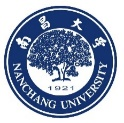 南昌大学
1921
NANCHANG UNIVERSITY